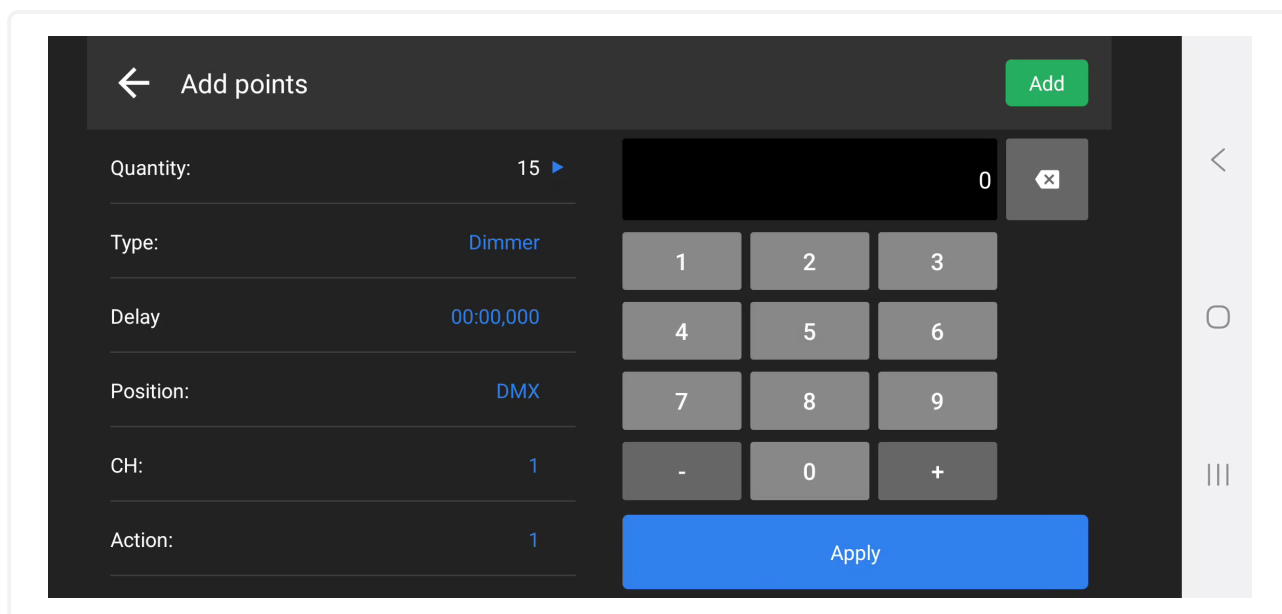 Add points
Add
Quantity: 15
Type: Dimmer
Delay 00:00,000
Position: DMX
CH: 1
Action: 1
0
1 2 3
4 5 6
7 8 9
- 0 +
Apply